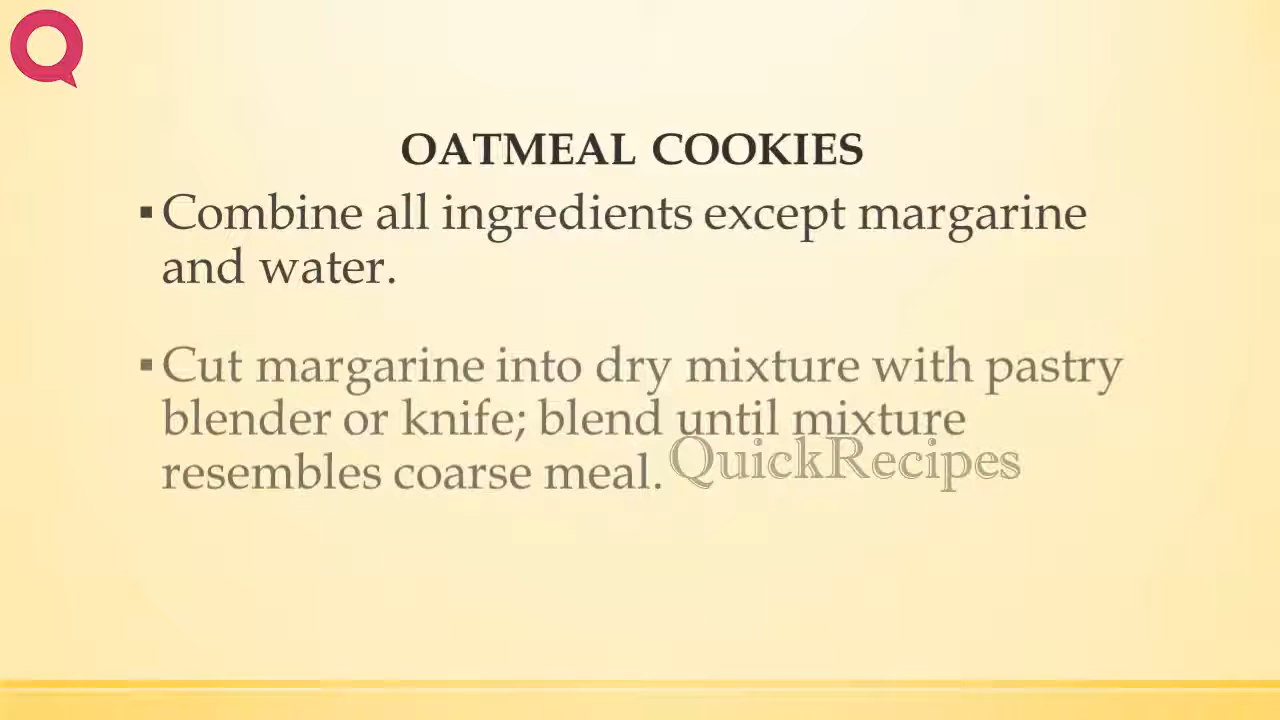 OATMEAL COOKIES
▪Combine all ingredients except margarine
and water.
▪Cut margarine into dry mixture with pastry
blender or knife; blend until mixture
resembles coarse meal.
QuickRecipes